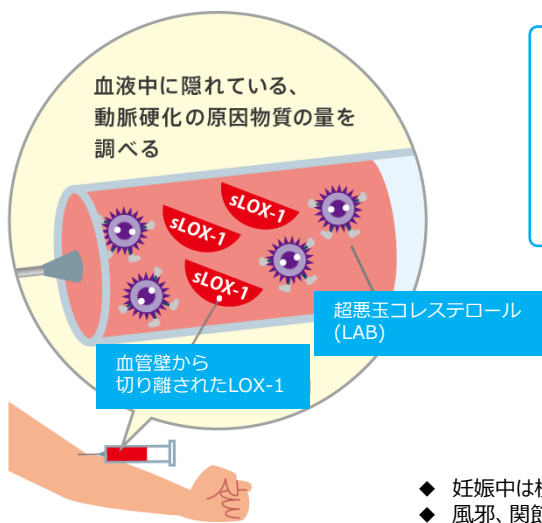 血液中に隠れている、
動脈硬化の原因物質の量を
調べる
sLOX-1
sLOX-1
sLOX-1
超悪玉コレステロール
(LAB)
血管壁から
切り離されたLOX-1
◆ 妊娠中は
◆ 風邪、関節